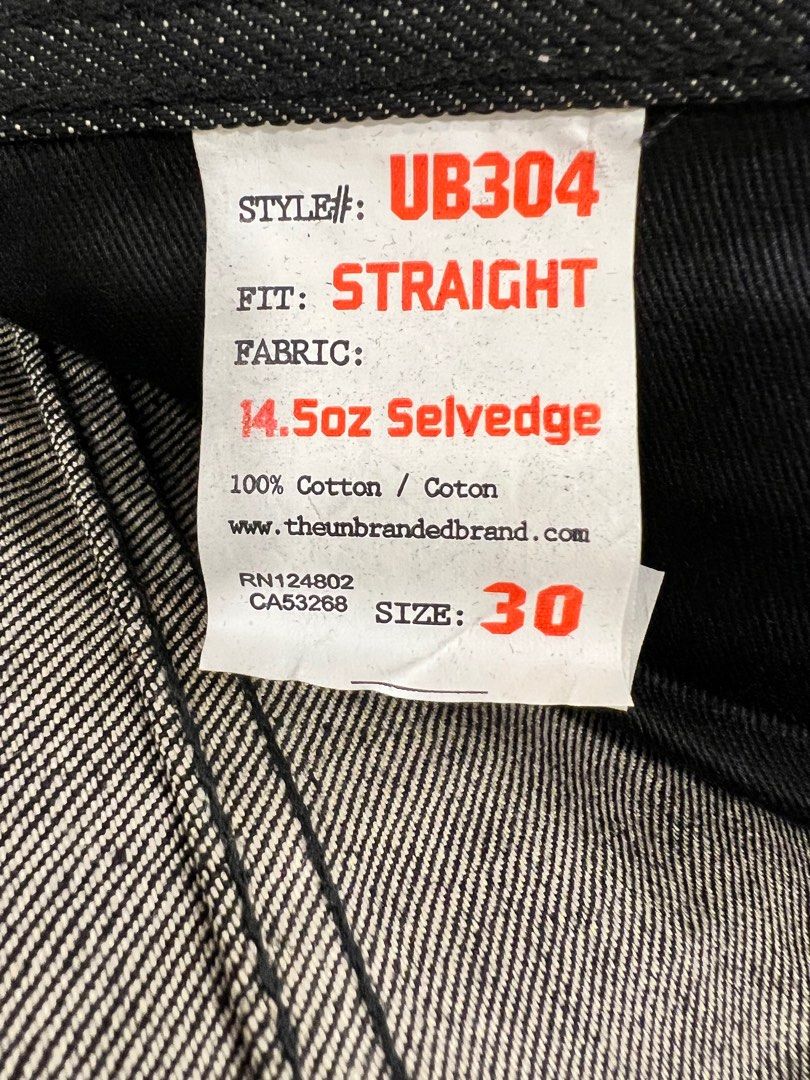 STYLE#: UB304
FIT: STRAIGHT
FABRIC:
14.5oz Selvedge
100% Cotton / Coton
www.theunbrandedbrand.com
RN124802
CA53268
SIZE: 30